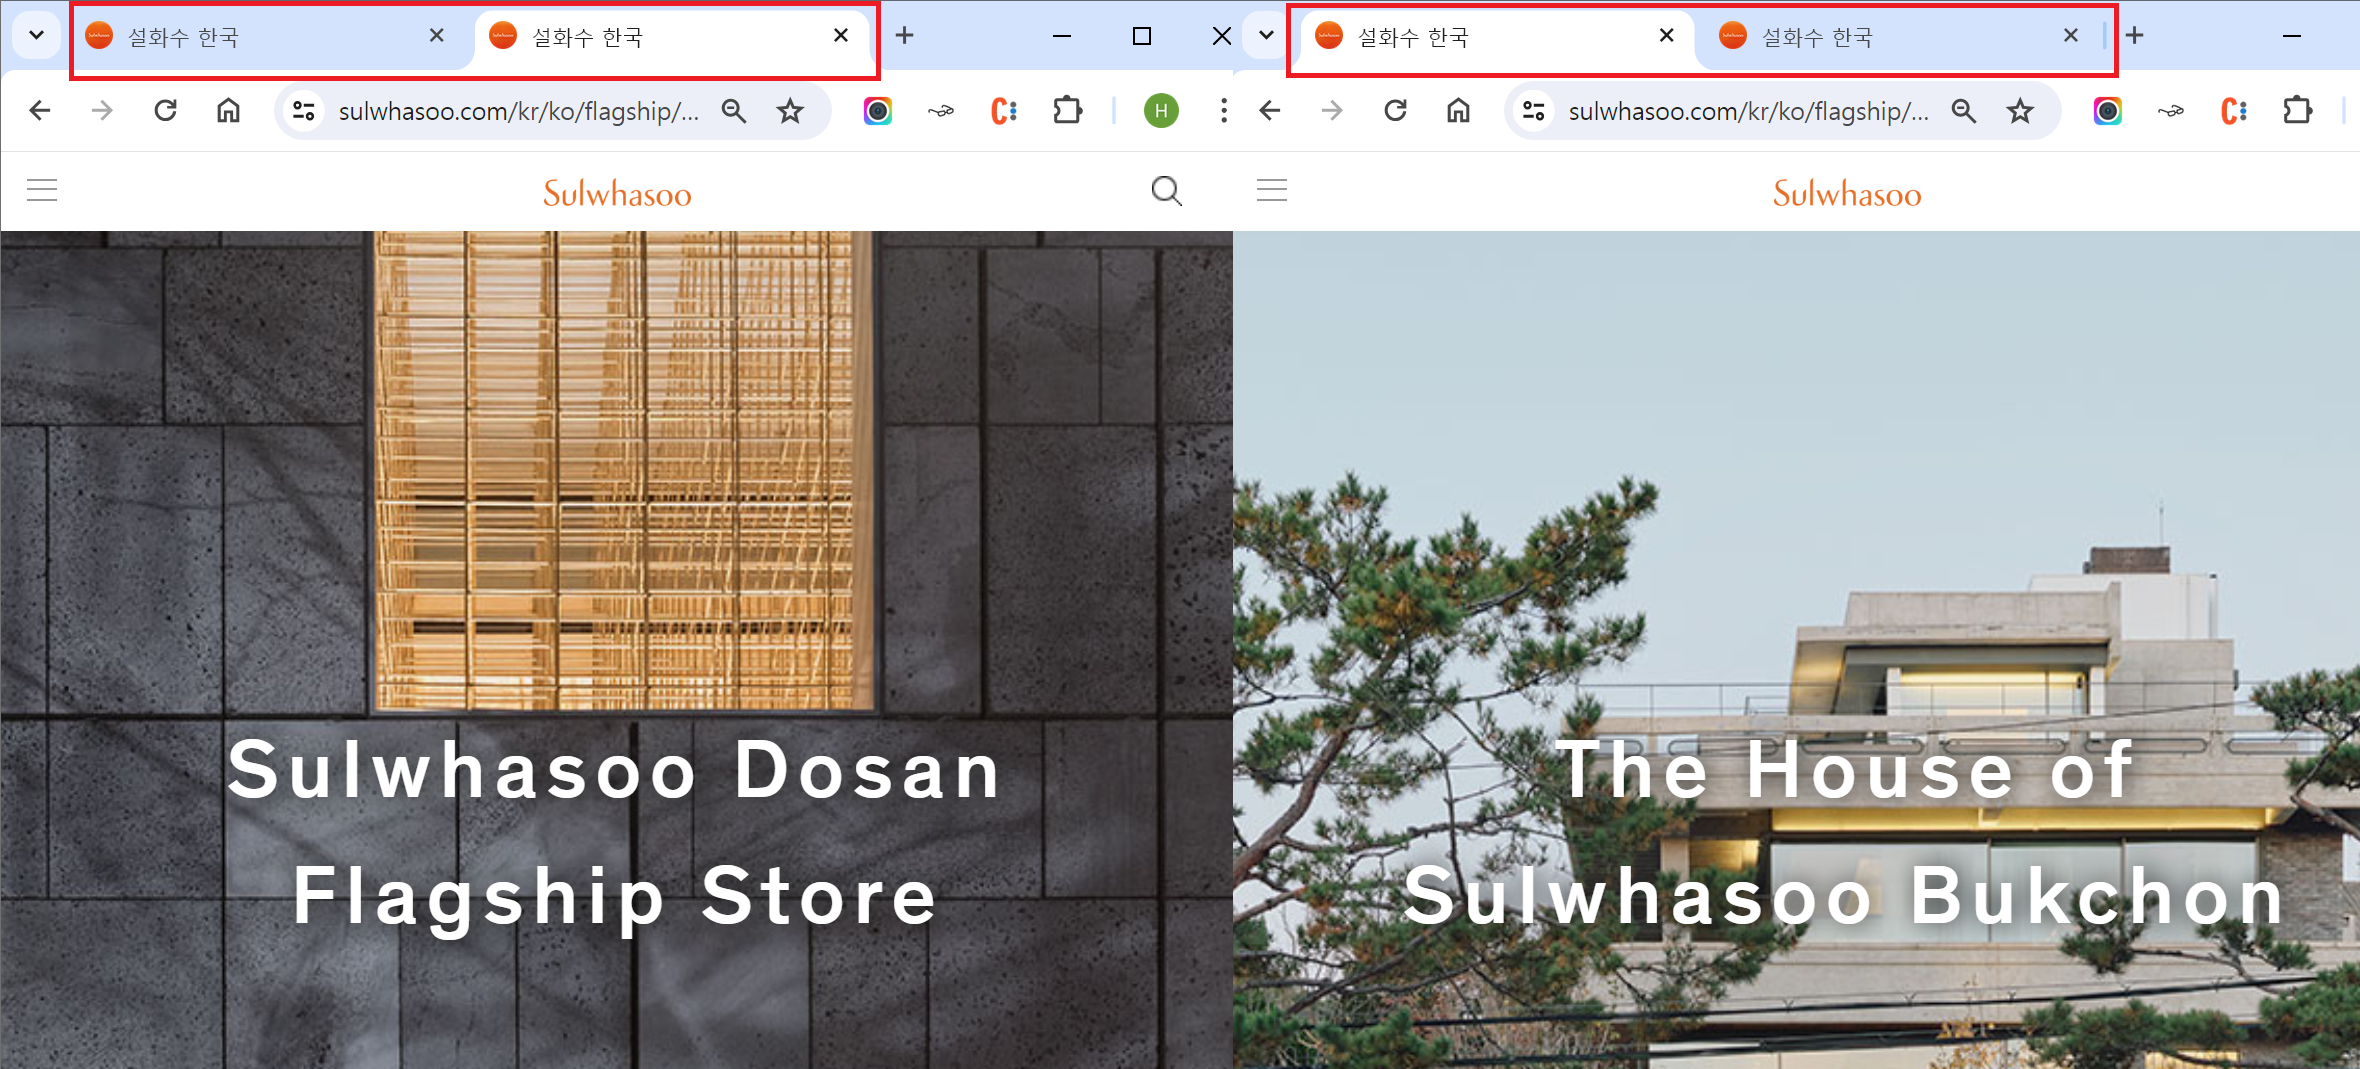 설화수 한국
설화수 한국
설화수 한국
설화수 한국
sulwhasoo.com/kr/ko/flagship/...
H
C
sulwhasoo.com/kr/ko/flagship/...
C
Sulwhasoo
Sulwhasoo
Sulwhasoo Dosan
Flagship Store
The House of
Sulwhasoo Bukchon